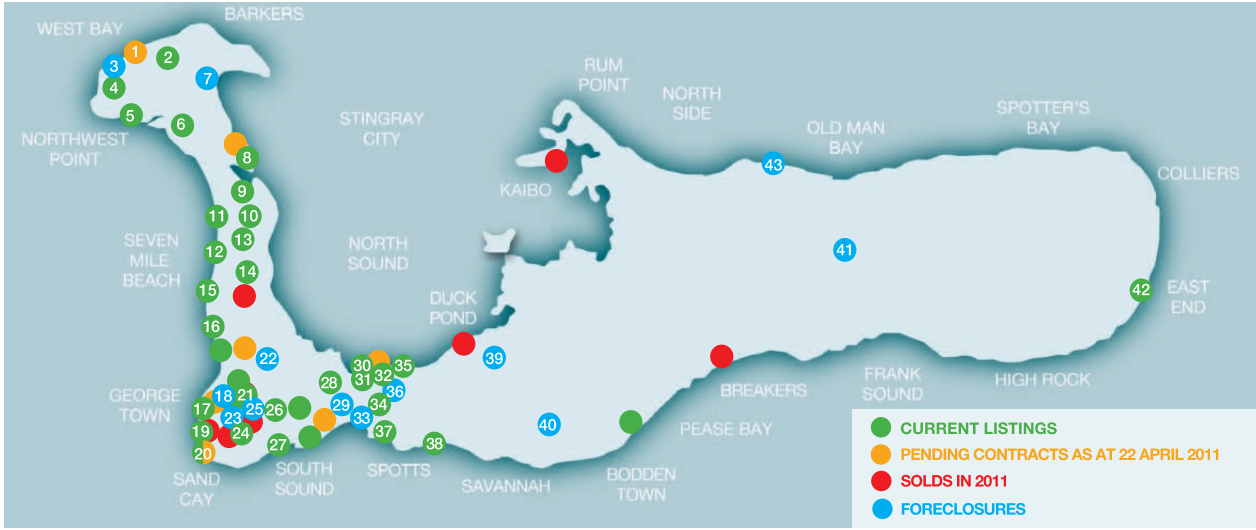 BARKERS
WEST BAY
1
2
3
7
4
5
6
NORTHWEST
POINT
8
9
11
10
13
12
14
15
16
SEVEN
MILE
BEACH
STINGRAY
CITY
NORTH
SOUND
RUM
POINT
NORTH
SIDE
OLD MAN
BAY
SPOTTER'S
BAY
COLLIERS
KAIBO
43
41
42
EAST
END
DUCK
POND
39
22
30
35
32
31
28
36
GEORGE
TOWN
18
21
17
25
26
29
34
23
33
19
24
37
20
27
38
40
SAND
CAY
SOUTH
SOUND
SPOTTS
SAVANNAH
BODDEN
TOWN
PEASE BAY
BREAKERS
FRANK
SOUND
HIGH ROCK
CURRENT LISTINGS
PENDING CONTRACTS AS AT 22 APRIL 2011
SOLDS IN 2011
FORECLOSURES